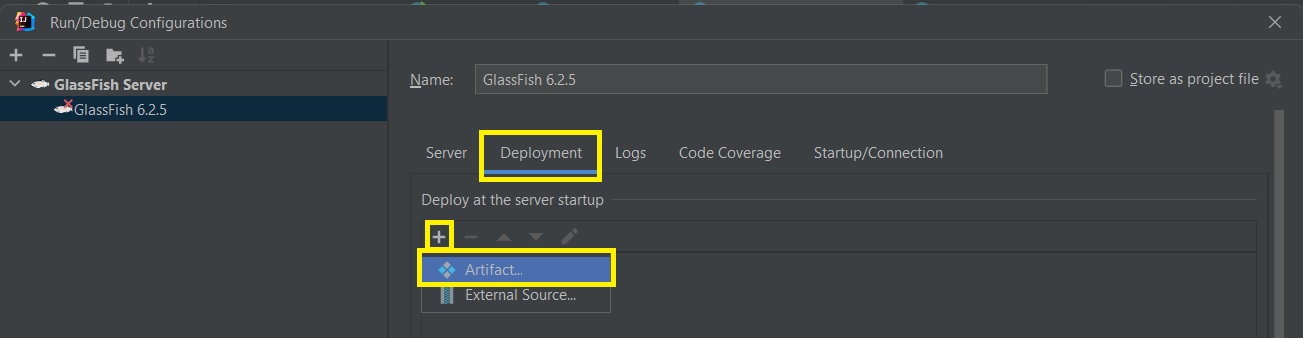 Run/Debug Configurations
GlassFish Server
GlassFish 6.2.5
Name: GlassFish 6.2.5
Store as project file
Server Deployment Logs Code Coverage Startup/Connection
Deploy at the server startup
Artifact...
External Source...